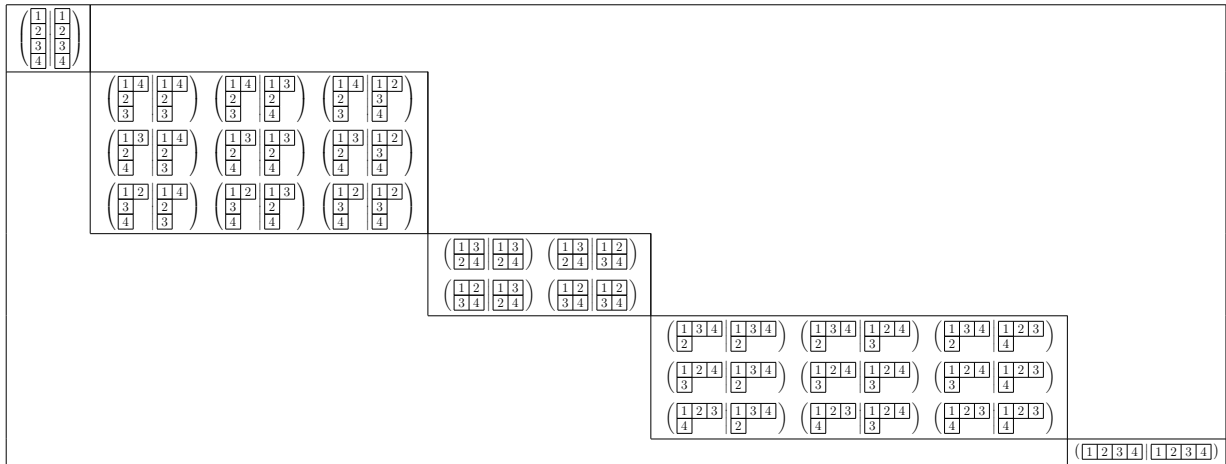 ( 1 | 1 )
2 2
3 3
4 4
( 1 4 | 1 4 ) ( 1 4 | 1 3 ) ( 1 4 | 1 2 )
2 2 2 2 2 3
3 3 3 4 3 4
( 1 3 | 1 4 ) ( 1 3 | 1 3 ) ( 1 3 | 1 2 )
2 2 2 2 2 3
4 3 4 4 4 4
( 1 2 | 1 4 ) ( 1 2 | 1 3 ) ( 1 2 | 1 2 )
3 2 3 2 3 3
4 3 4 4 4 4
( 1 3 | 1 3 ) ( 1 3 | 1 2 )
2 4 2 4 2 4 3 4
( 1 2 | 1 3 ) ( 1 2 | 1 2 )
3 4 2 4 3 4 3 4
( 1 3 4 | 1 3 4 ) ( 1 3 4 | 1 2 4 ) ( 1 3 4 | 1 2 3 )
2 2 2 3 2 4
( 1 2 4 | 1 3 4 ) ( 1 2 4 | 1 2 4 ) ( 1 2 4 | 1 2 3 )
3 2 3 3 3 4
( 1 2 3 | 1 3 4 ) ( 1 2 3 | 1 2 4 ) ( 1 2 3 | 1 2 3 )
4 2 4 3 4 4
( 1 2 3 4 | 1 2 3 4 )